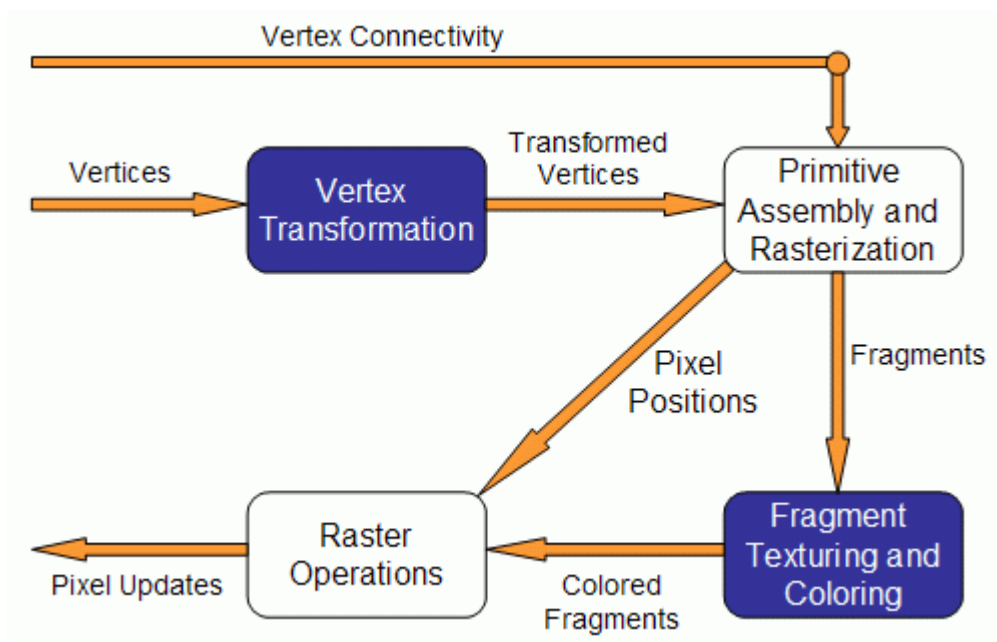 Vertex Connectivity
Vertices
Vertex
Transformation
Transformed
Vertices
Primitive
Assembly and
Rasterization
Pixel
Positions
Fragments
Fragment
Texturing and
Coloring
Colored
Fragments
Raster
Operations
Pixel Updates